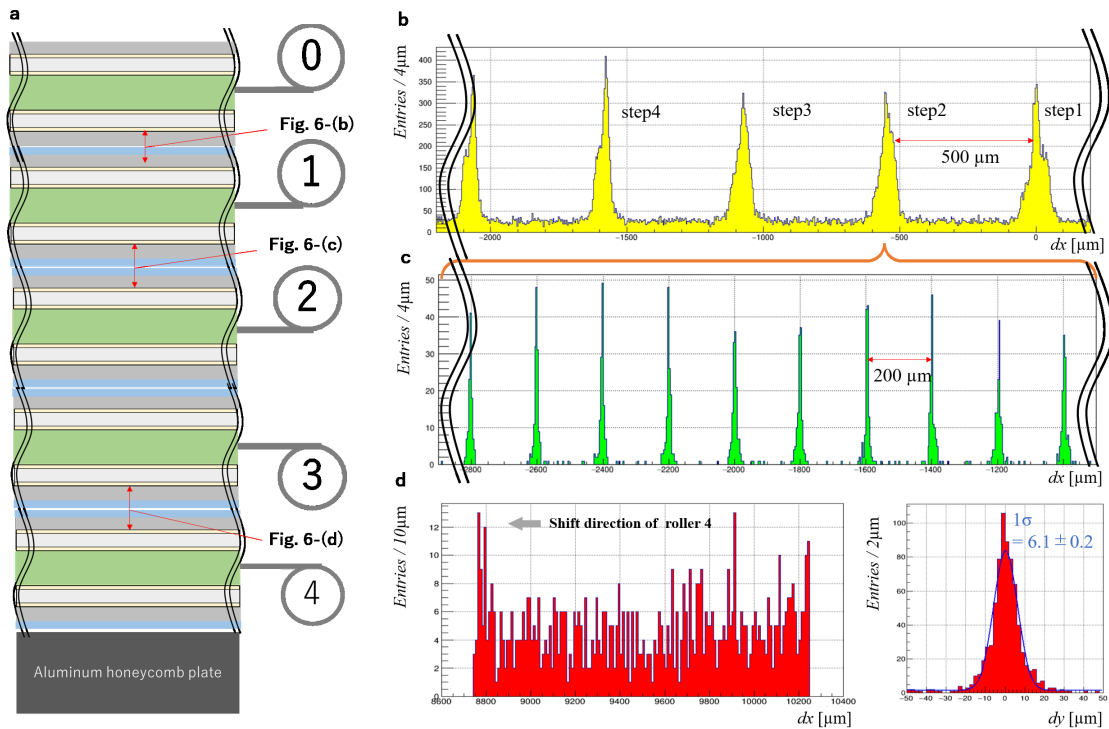 a
0
Fig. 6-(b)
1
Fig. 6-(c)
2
3
Fig. 6-(d)
4
Aluminum honeycomb plate
b
Entries / 4μm
400
350
300
250
200
150
100
50
0
step4
step3
step2
step1
500 μm
-2000
-1500
-1000
-500
0
dx [μm]
c
Entries / 4μm
50
40
30
20
10
0
200 μm
-2800
-2600
-2400
-2200
-2000
-1800
-1600
-1400
-1200
dx [μm]
d
Entries / 10μm
12
10
8
6
4
2
0
Shift direction of roller 4
8600
8800
9000
9200
9400
9600
9800
10000
10200
10400
dx [μm]
Entries / 2μm
100
80
60
40
20
0
1σ
= 6.1 ± 0.2
-50
-40
-30
-20
-10
0
10
20
30
40
50
dy [μm]